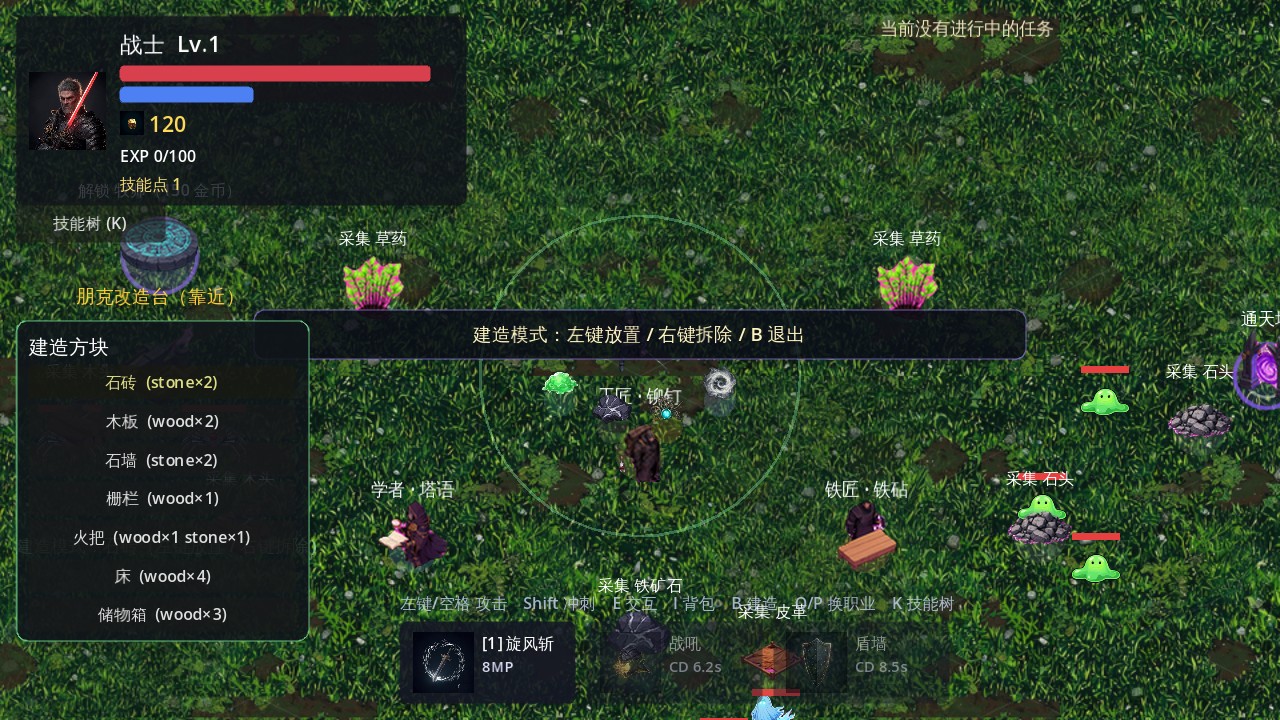 战士 Lv.1
当前没有进行中的任务
120
EXP 0/100
技能点 1
解锁 金币）
技能树 (K)
采集 草药
采集 草药
朋克改造台（靠近）
建造模式：左键放置 / 右键拆除 / B 退出
通天
建造方块
石砖 (stone×2)
木板 (wood×2)
石墙 (stone×2)
栅栏 (wood×1)
火把 (wood×1 stone×1)
床 (wood×4)
储物箱 (wood×3)
采集 石头
工匠 · 铆钉
采集 石头
学者 · 塔语
铁匠 · 铁砧
采集 铁矿石
左键/空格 攻击 Shift 冲刺 E 交互 I 背包 B 建造 O/P 换职业 K 技能树
采集 皮革
[1] 旋风斩
8MP
战吼
CD 6.2s
盾墙
CD 8.5s